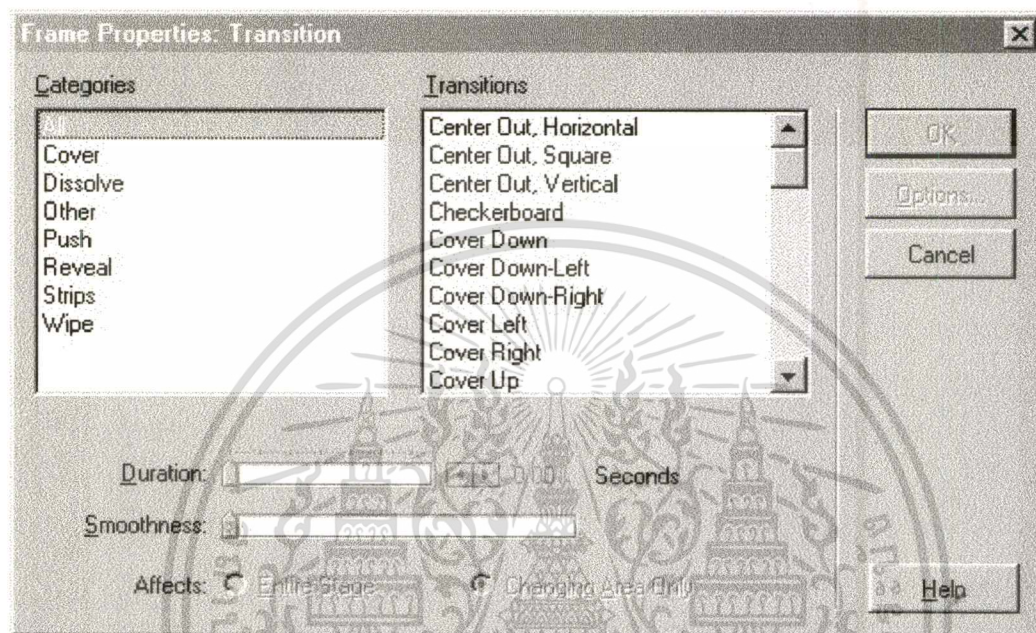 Frame Properties: Transition
Categories
All
Cover
Dissolve
Other
Push
Reveal
Strips
Wipe
Transitions
Center Out, Horizontal
Center Out, Square
Center Out, Vertical
Checkerboard
Cover Down
Cover Down-Left
Cover Down-Right
Cover Left
Cover Right
Cover Up
OK
Options...
Cancel
Duration:
Seconds
Smoothness:
Affects:
Entire Stage
Changing Area Only
Help